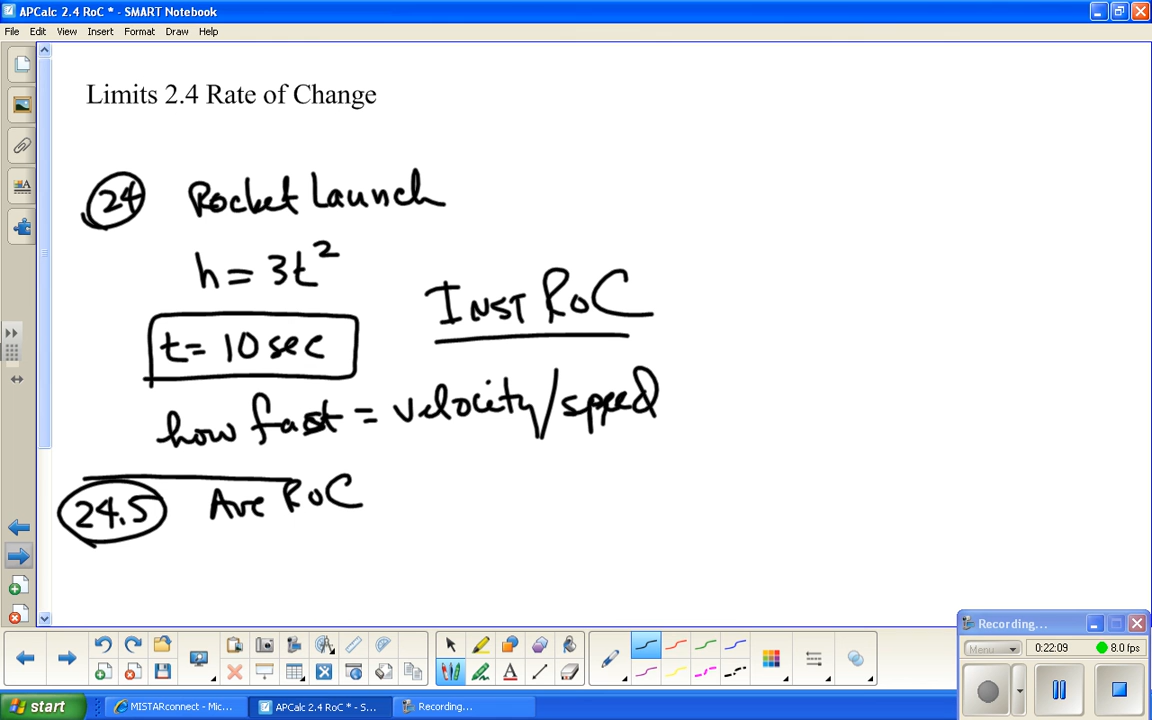 APCalc 2.4 RoC * - SMART Notebook
File Edit View Insert Format Draw Help
Limits 2.4 Rate of Change
24 Rocket Launch
h = 3t²
INST RoC
t = 10 sec
how fast = velocity/speed
24.5 Ave RoC
Recording...
Menu 0:22:09 8.0 fps
start MISTARconnect - Mic... APCalc 2.4 RoC * - S... Recording...